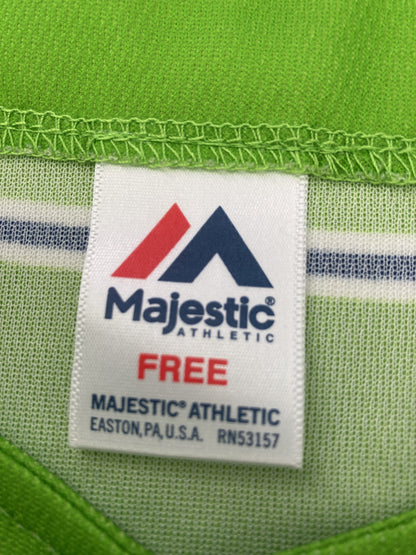 Majestic®
ATHLETIC
FREE
MAJESTIC® ATHLETIC
EASTON, PA, U.S.A. RN53157